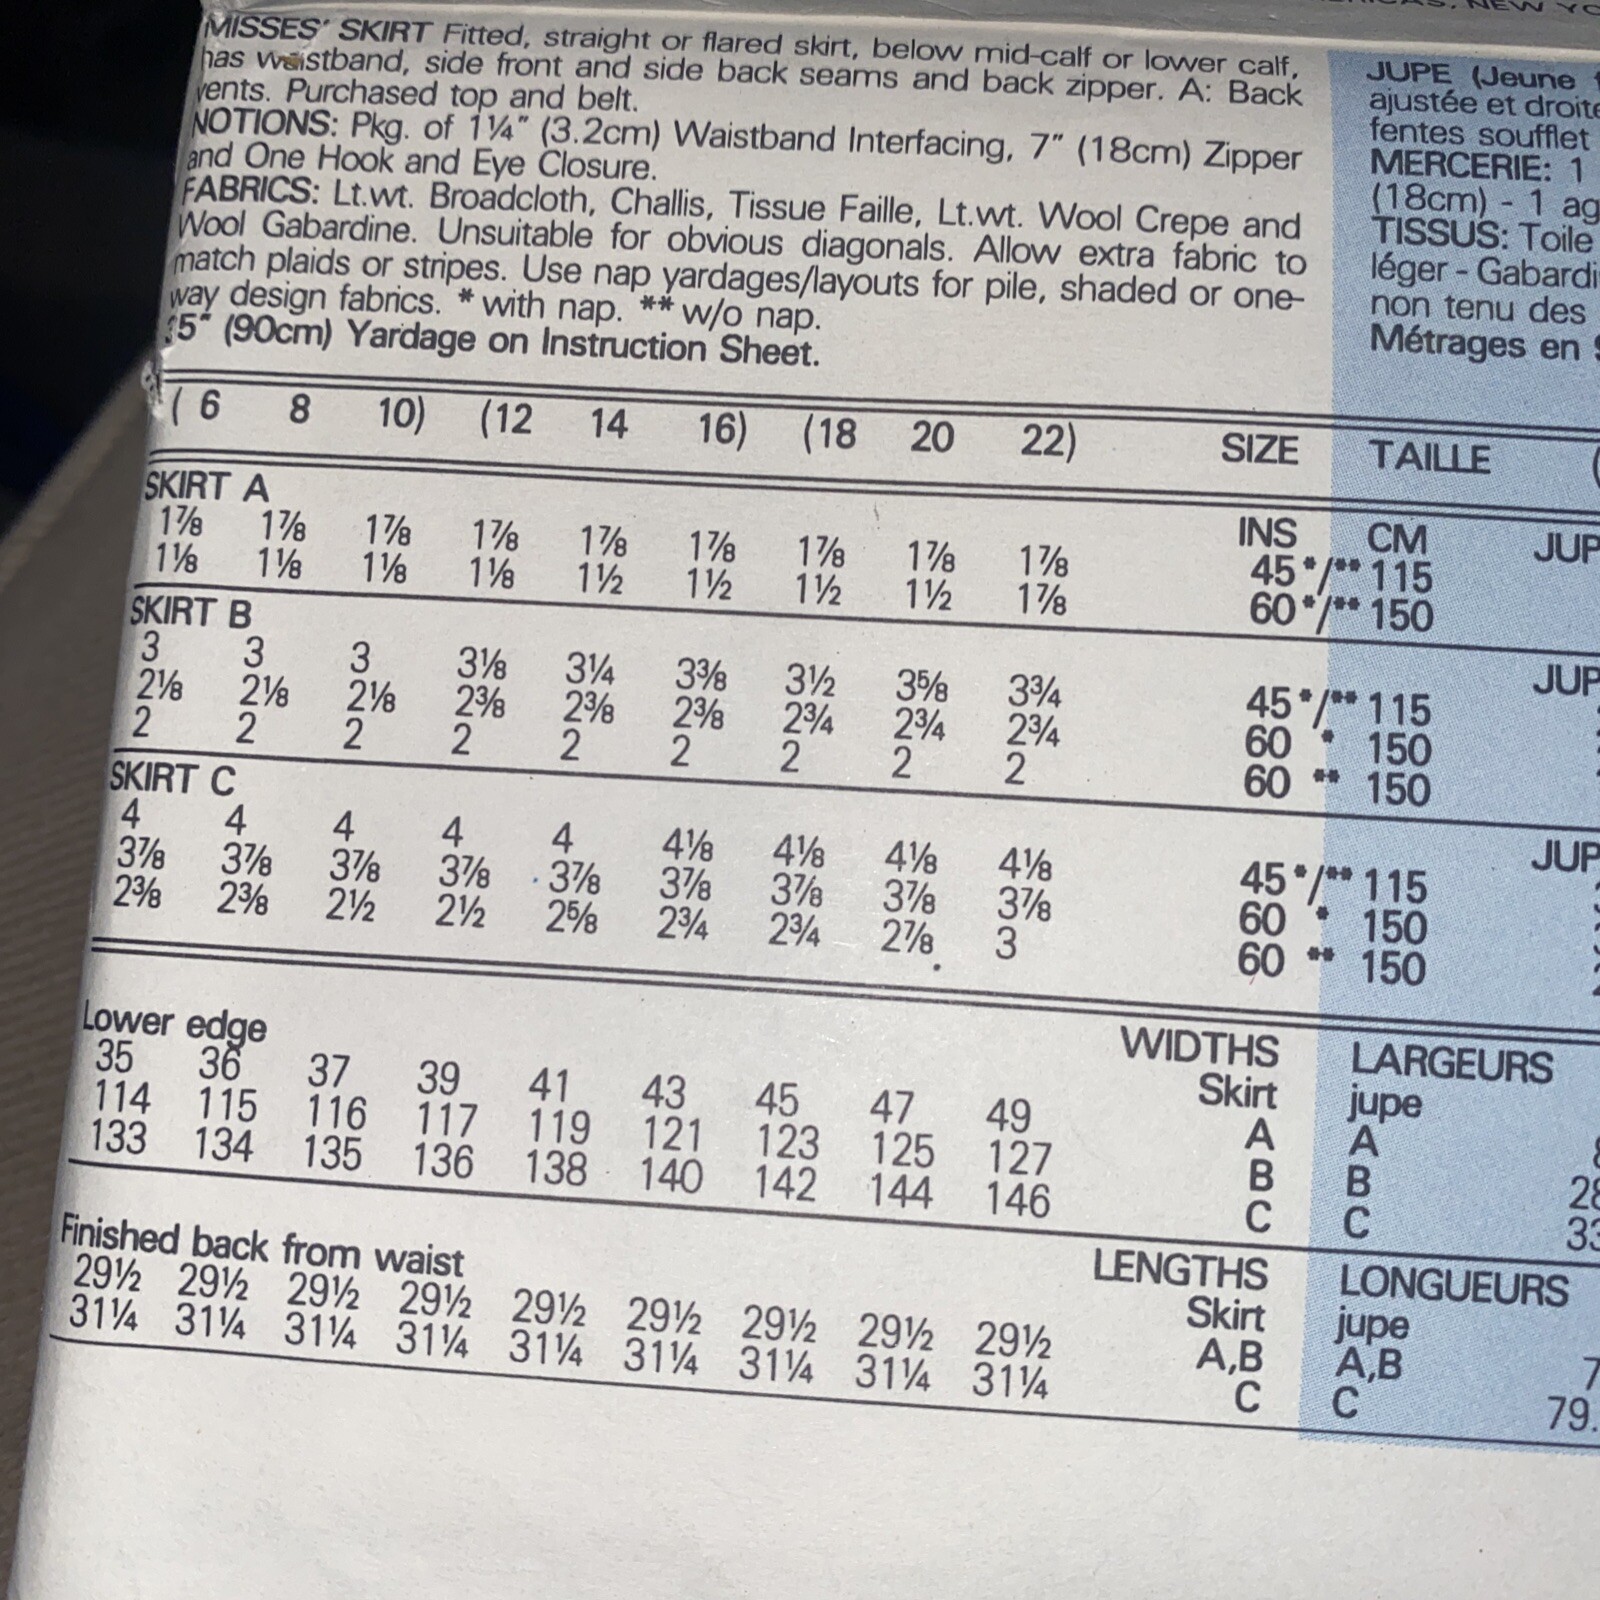 NEW YO
MISSES' SKIRT Fitted, straight or flared skirt, below mid-calf or lower calf,
has waistband, side front and side back seams and back zipper. A: Back
vents. Purchased top and belt.
NOTIONS: Pkg. of 1¼" (3.2cm) Waistband Interfacing, 7" (18cm) Zipper
and One Hook and Eye Closure.
FABRICS: Lt.wt. Broadcloth, Challis, Tissue Faille, Lt.wt. Wool Crepe and
Wool Gabardine. Unsuitable for obvious diagonals. Allow extra fabric to
match plaids or stripes. Use nap yardages/layouts for pile, shaded or one-
way design fabrics. * with nap. ** w/o nap.
35" (90cm) Yardage on Instruction Sheet.
JUPE (Jeune
ajustée et droite
fentes soufflet
MERCERIE: 1
(18cm) - 1 ag
TISSUS: Toile
léger - Gabardi
non tenu des
Métrages en
( 6 8 10) (12 14 16) (18 20 22) SIZE TAILLE (
SKIRT A INS CM JUP
1⅞ 1⅞ 1⅞ 1⅞ 1⅞ 1⅞ 1⅞ 1⅞ 1⅞ 45*/** 115
1⅛ 1⅛ 1⅛ 1⅛ 1½ 1½ 1½ 1½ 1⅞ 60*/** 150
SKIRT B JUP
3 3 3 3⅛ 3¼ 3⅜ 3½ 3⅝ 3¾ 45*/** 115
2⅛ 2⅛ 2⅛ 2⅜ 2⅜ 2⅜ 2¾ 2¾ 2¾ 60 * 150
2 2 2 2 2 2 2 2 2 60 ** 150
SKIRT C JUP
4 4 4 4 4 4⅛ 4⅛ 4⅛ 4⅛ 45*/** 115
3⅞ 3⅞ 3⅞ 3⅞ 3⅞ 3⅞ 3⅞ 3⅞ 3⅞ 60 * 150
2⅜ 2⅜ 2½ 2½ 2⅝ 2¾ 2¾ 2⅞ 3 60 ** 150
WIDTHS LARGEURS
Lower edge Skirt jupe
35 36 37 39 41 43 45 47 49 A A
114 115 116 117 119 121 123 125 127 B B 28
133 134 135 136 138 140 142 144 146 C C 33
LENGTHS LONGUEURS
Finished back from waist Skirt jupe
29½ 29½ 29½ 29½ 29½ 29½ 29½ 29½ 29½ A,B A,B 7
31¼ 31¼ 31¼ 31¼ 31¼ 31¼ 31¼ 31¼ 31¼ C C 79.